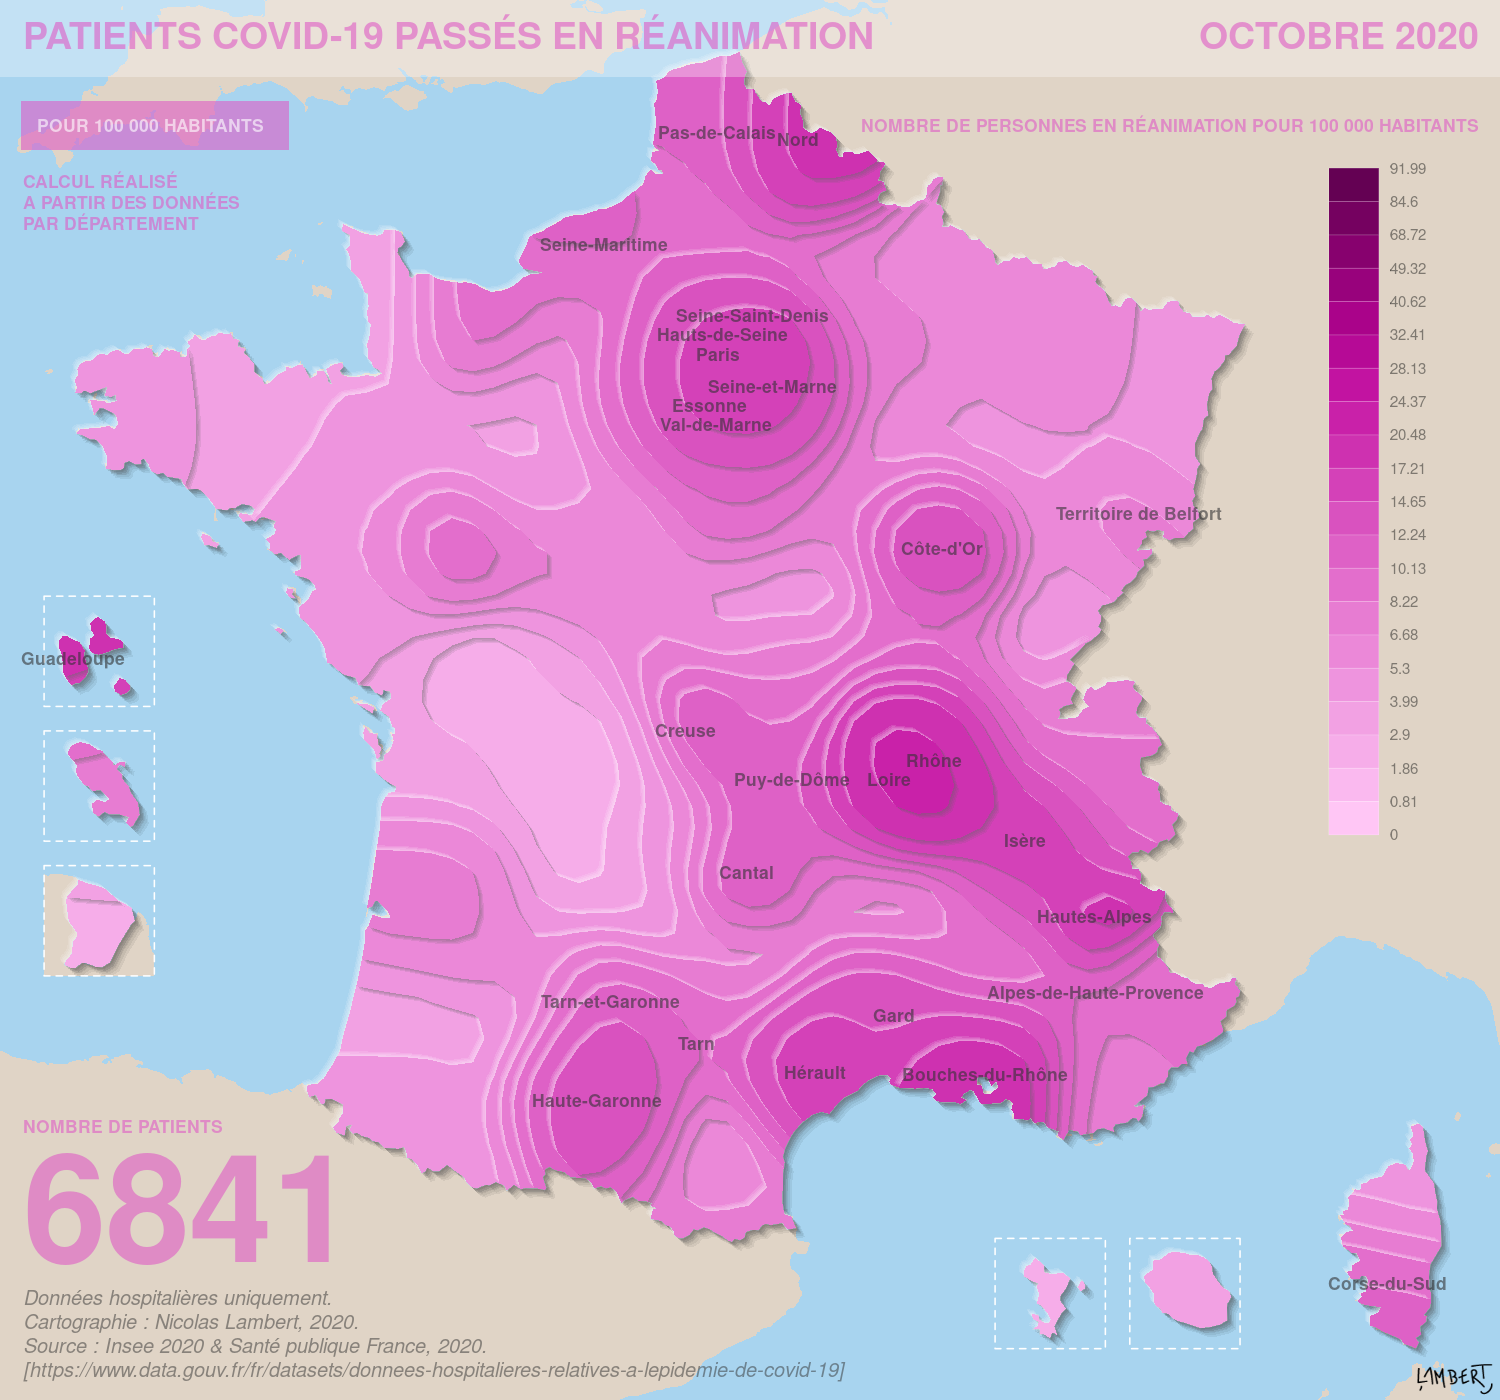 PATIENTS COVID-19 PASSÉS EN RÉANIMATION
OCTOBRE 2020
POUR 100 000 HABITANTS
CALCUL RÉALISÉ
A PARTIR DES DONNÉES
PAR DÉPARTEMENT
NOMBRE DE PERSONNES EN RÉANIMATION POUR 100 000 HABITANTS
91.99
84.6
68.72
49.32
40.62
32.41
28.13
24.37
20.48
17.21
14.65
12.24
10.13
8.22
6.68
5.3
3.99
2.9
1.86
0.81
0
Pas-de-Calais
Nord
Seine-Maritime
Seine-Saint-Denis
Hauts-de-Seine
Paris
Seine-et-Marne
Essonne
Val-de-Marne
Territoire de Belfort
Côte-d'Or
Guadeloupe
Creuse
Rhône
Puy-de-Dôme
Loire
Isère
Cantal
Hautes-Alpes
Alpes-de-Haute-Provence
Tarn-et-Garonne
Gard
Tarn
Hérault
Bouches-du-Rhône
Haute-Garonne
Corse-du-Sud
NOMBRE DE PATIENTS
6841
Données hospitalières uniquement.
Cartographie : Nicolas Lambert, 2020.
Source : Insee 2020 & Santé publique France, 2020.
[https://www.data.gouv.fr/fr/datasets/donnees-hospitalieres-relatives-a-lepidemie-de-covid-19]
LAMBERT